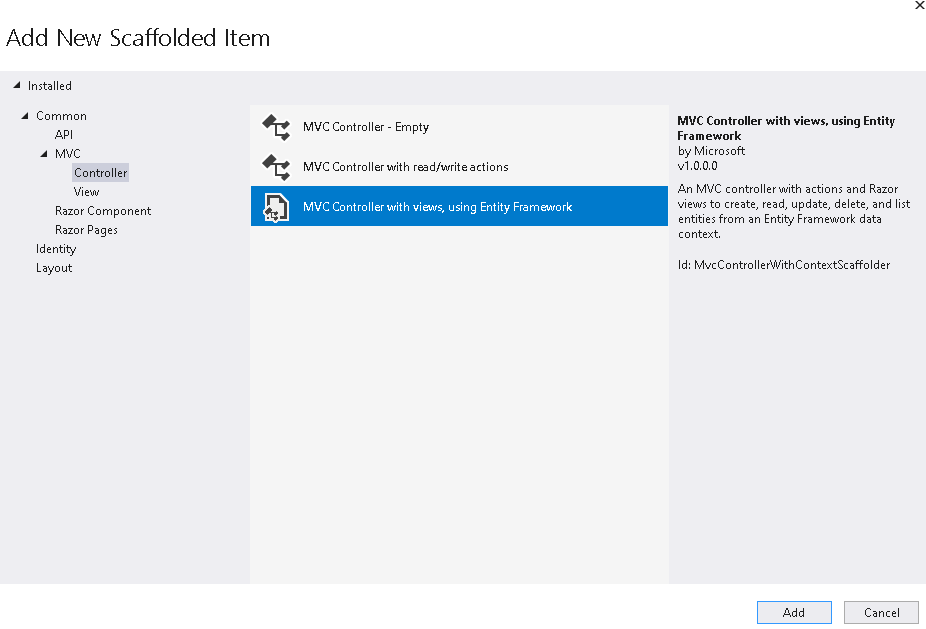 Add New Scaffolded Item
Installed
Common
API
MVC
Controller
View
Razor Component
Razor Pages
Identity
Layout
MVC Controller - Empty
MVC Controller with read/write actions
MVC Controller with views, using Entity Framework
MVC Controller with views, using Entity
Framework
by Microsoft
v1.0.0.0
An MVC controller with actions and Razor
views to create, read, update, delete, and list
entities from an Entity Framework data
context.
Id: MvcControllerWithContextScaffolder
Add
Cancel